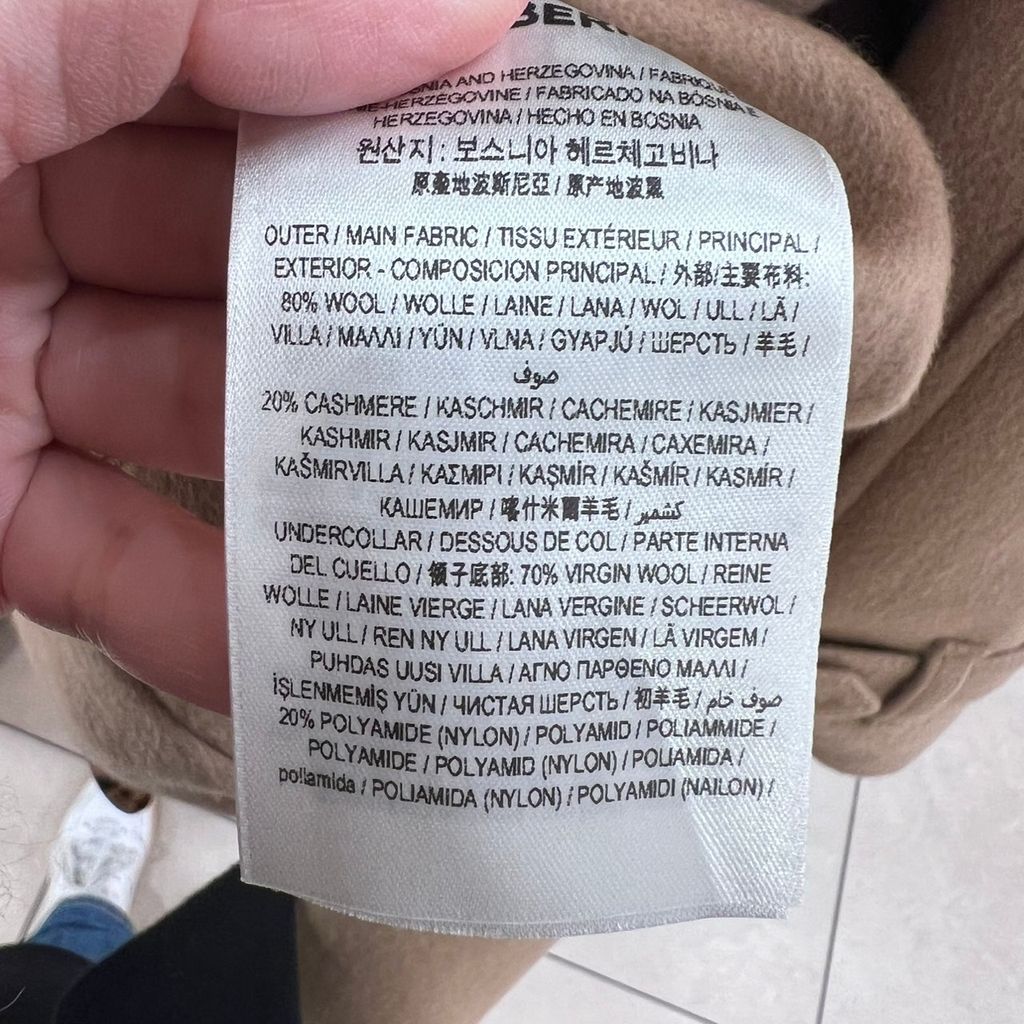 AND HERZEGOVINA / FABRIQUÉ
HERZÉGOVINE / FABRICADO NA BÓSNIA E
HERZEGOVINA / HECHO EN BOSNIA
원산지 : 보스니아 헤르체고비나
原產地波斯尼亞 / 原产地波黑
OUTER / MAIN FABRIC / TISSU EXTÉRIEUR / PRINCIPAL /
EXTERIOR - COMPOSICION PRINCIPAL / 外部/主要布料:
80% WOOL / WOLLE / LAINE / LANA / WOL / ULL / LÃ /
VILLA / ΜΑΛΛΙ / YÜN / VLNA / GYAPJÚ / ШЕРСТЬ / 羊毛 /
صوف
20% CASHMERE / KASCHMIR / CACHEMIRE / KASJMIER /
KASHMIR / KASJMIR / CACHEMIRA / CAXEMIRA /
KAŠMIRVILLA / ΚΑΣΜΙΡΙ / KAŞMİR / KAŠMÍR / KASMÍR /
КАШЕМИР / 喀什米爾羊毛 / كشمير
UNDERCOLLAR / DESSOUS DE COL / PARTE INTERNA
DEL CUELLO / 領子底部: 70% VIRGIN WOOL / REINE
WOLLE / LAINE VIERGE / LANA VERGINE / SCHEERWOL /
NY ULL / REN NY ULL / LANA VIRGEN / LÃ VIRGEM /
PUHDAS UUSI VILLA / ΑΓΝΟ ΠΑΡΘΕΝΟ ΜΑΛΛΙ /
İŞLENMEMİŞ YÜN / ЧИСТАЯ ШЕРСТЬ / 初羊毛 / صوف خام /
20% POLYAMIDE (NYLON) / POLYAMID / POLIAMMIDE /
POLYAMIDE / POLYAMID (NYLON) / POLIAMIDA /
poliamida / POLIAMIDA (NYLON) / POLYAMIDI (NAILON) /